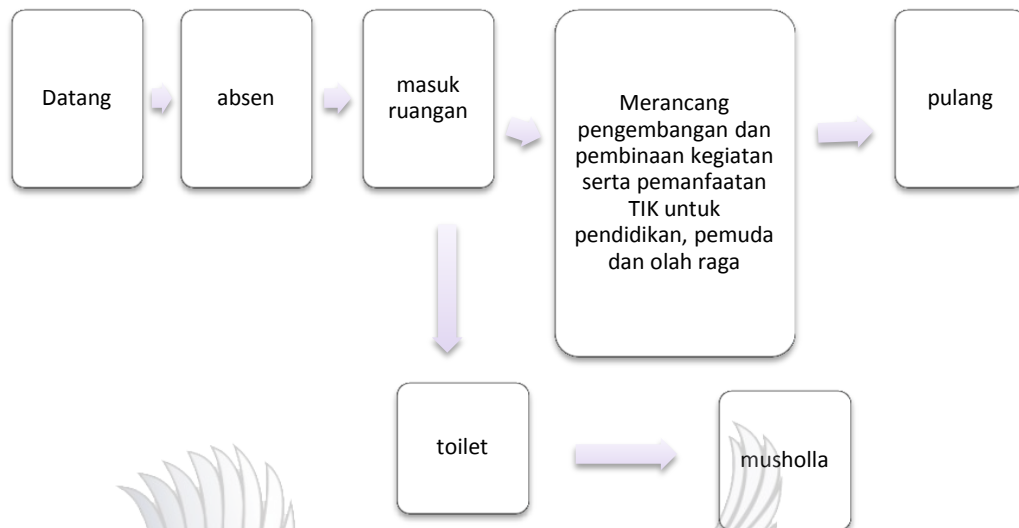 Datang
absen
masuk
ruangan
Merancang
pengembangan dan
pembinaan kegiatan
serta pemanfaatan
TIK untuk
pendidikan, pemuda
dan olah raga
pulang
toilet
musholla